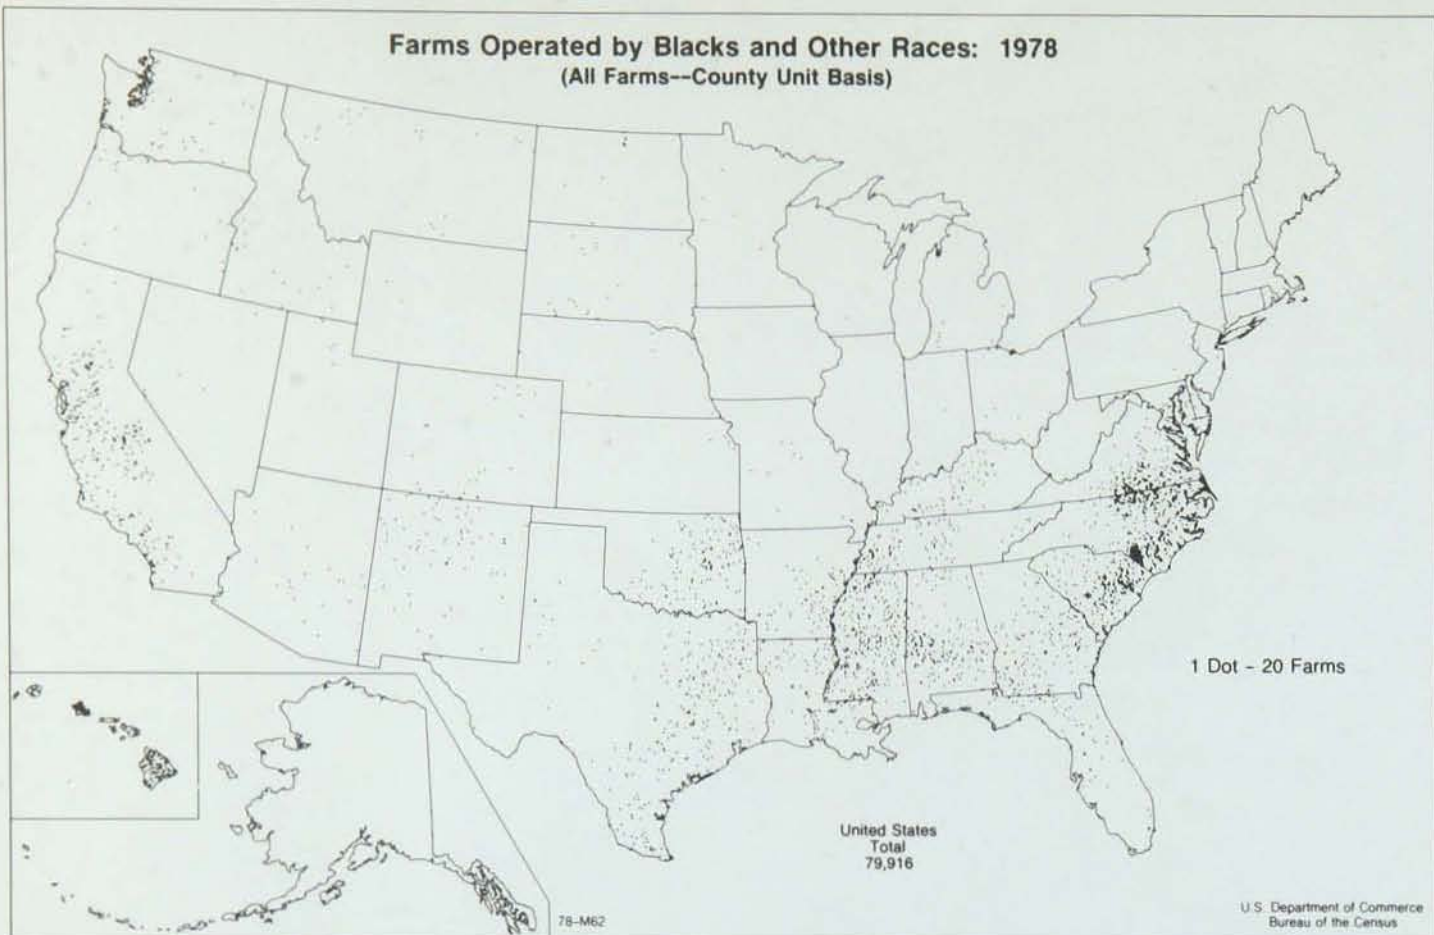 Farms Operated by Blacks and Other Races: 1978
(All Farms--County Unit Basis)
1 Dot - 20 Farms
United States
Total
79,916
78-M62
U.S. Department of Commerce
Bureau of the Census